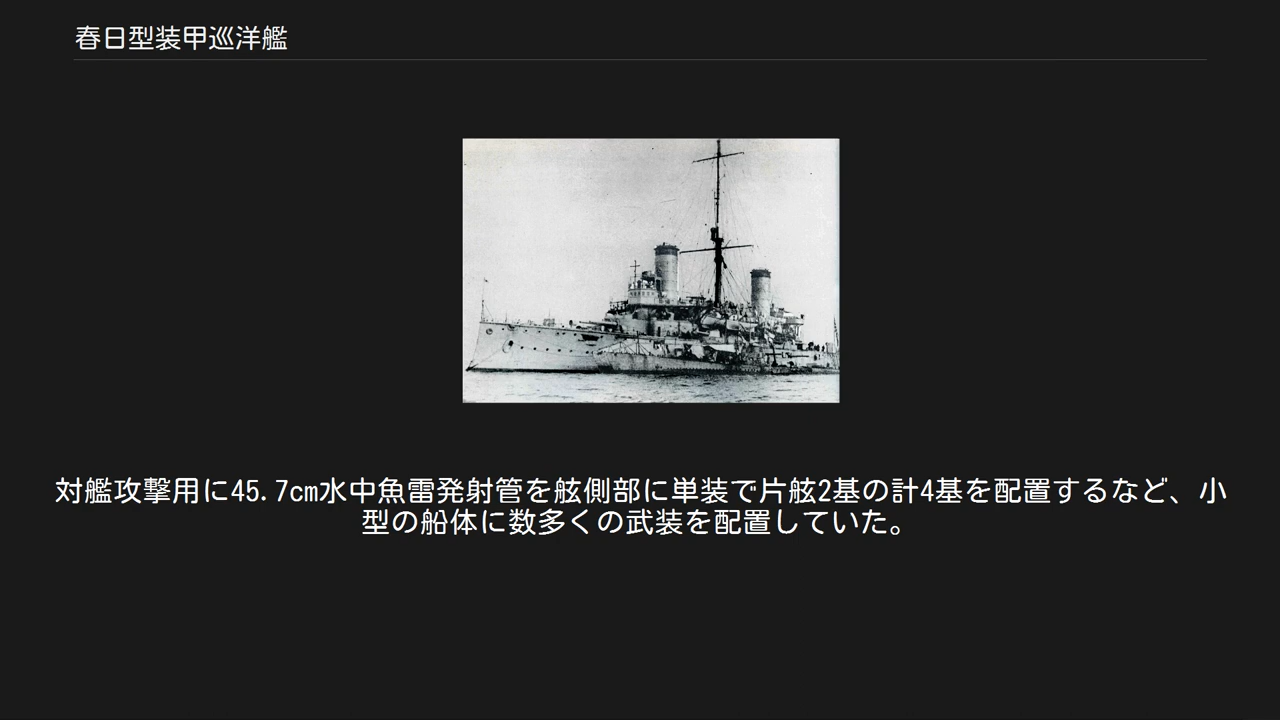 春日型装甲巡洋艦
対艦攻撃用に45.7cm水中魚雷発射管を舷側部に単装で片舷2基の計4基を配置するなど、小
型の船体に数多くの武装を配置していた。